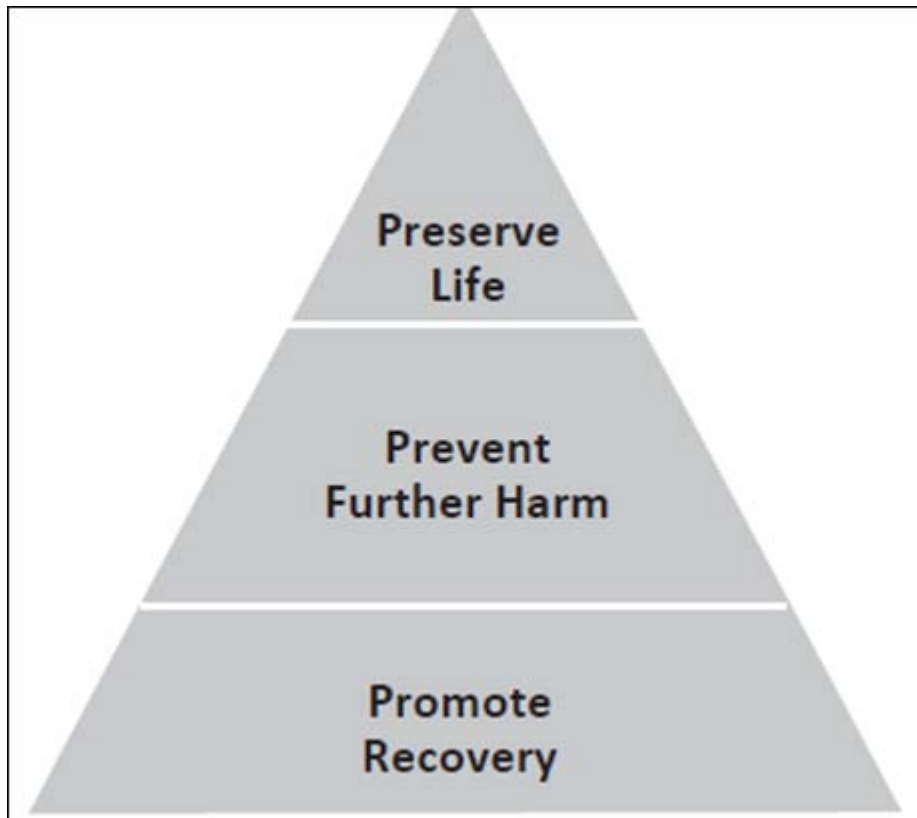 Preserve
Life
Prevent
Further Harm
Promote
Recovery